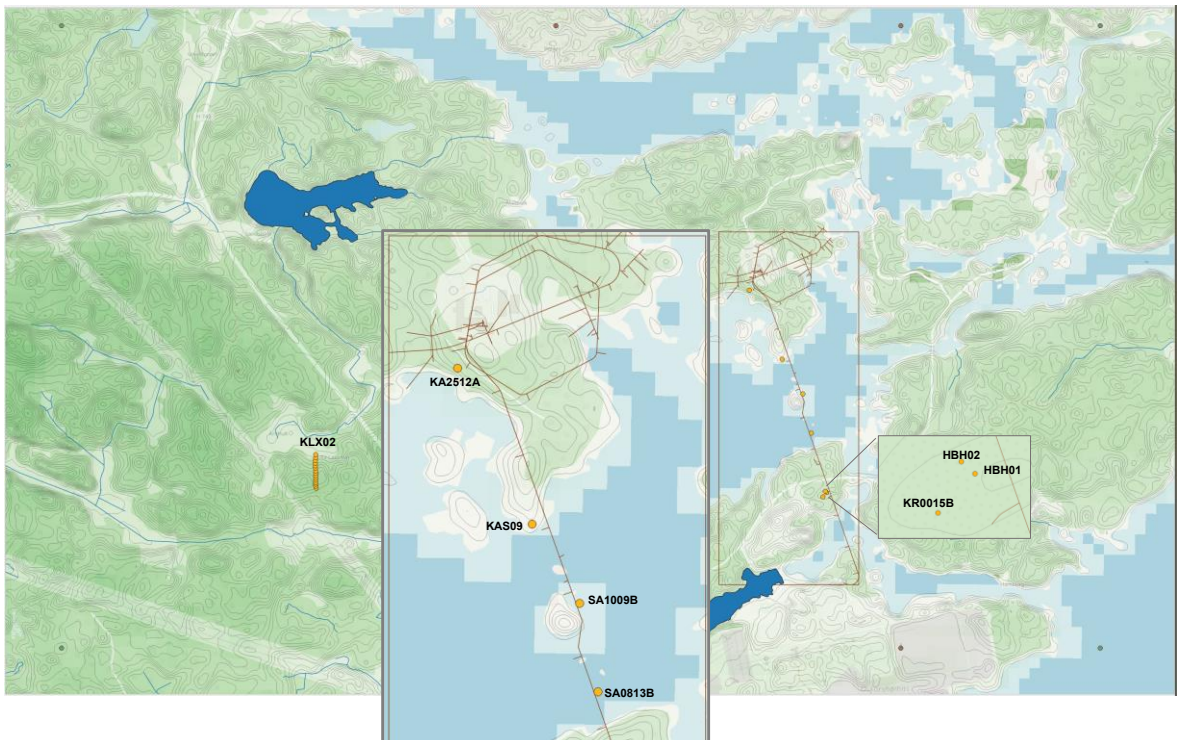 KA2512A
KLX02
HBH02
HBH01
KR0015B
KAS09
SA1009B
SA0813B